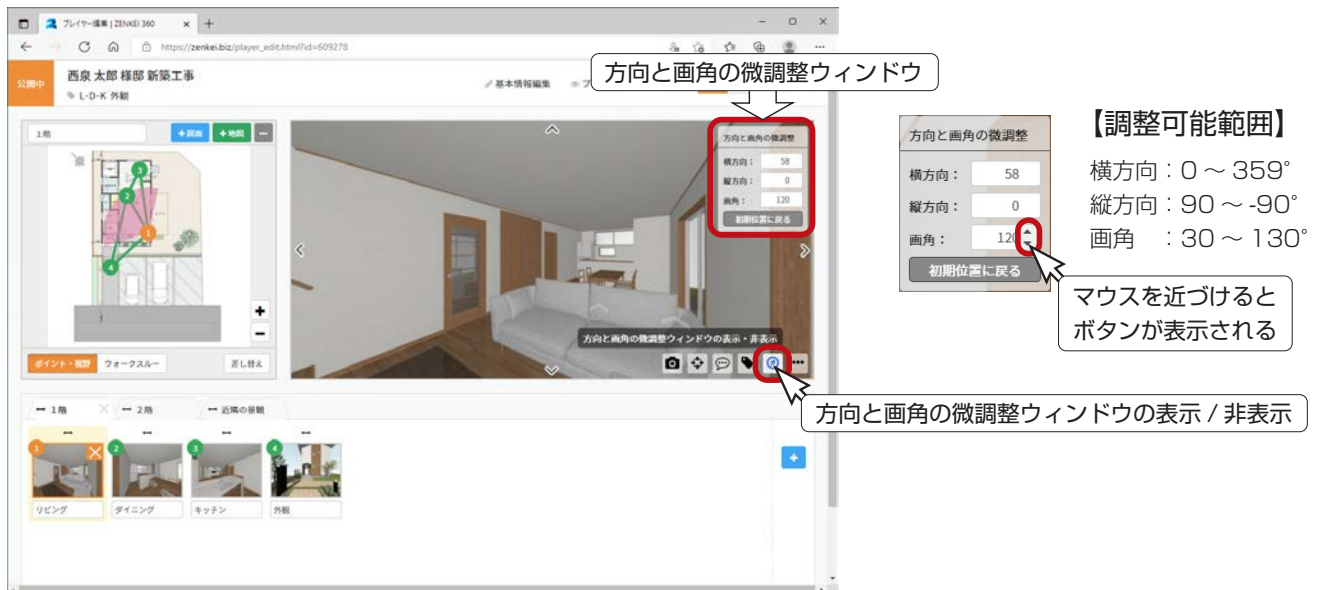 プレイヤー編集 | ZENKEI 360
https://zenkei.biz/player_edit.html?id=609278
公開中
西泉 太郎 様邸 新築工事
L-D-K 外観
基本情報編集
プ
方向と画角の微調整ウィンドウ
1階
+図面
+地図
方向と画角の微調整
横方向: 58
縦方向: 0
画角: 120
初期位置に戻る
3
2
1
4
+
−
ポイント・視野
ウォークスルー
差し替え
方向と画角の微調整ウィンドウの表示・非表示
方向と画角の微調整ウィンドウの表示 / 非表示
1階
2階
近隣の景観
1
2
3
4
リビング
ダイニング
キッチン
外観
+
方向と画角の微調整
横方向: 58
縦方向: 0
画角: 120
初期位置に戻る
【調整可能範囲】
横方向:0 ~ 359°
縦方向:90 ~ -90°
画角 :30 ~ 130°
マウスを近づけると
ボタンが表示される